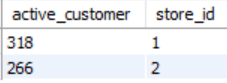 active_customer store_id
318 1
266 2